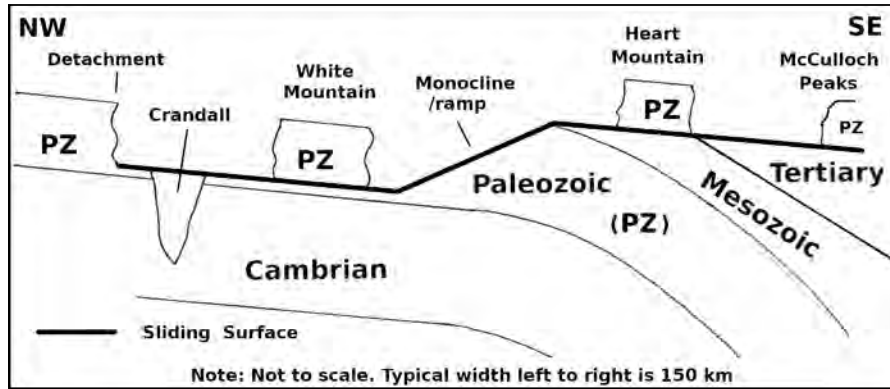 NW
SE
Detachment
Crandall
White
Mountain
Monocline
/ramp
Heart
Mountain
McCulloch
Peaks
PZ
PZ
PZ
PZ
Paleozoic
(PZ)
Mesozoic
Tertiary
Cambrian
Sliding Surface
Note: Not to scale. Typical width left to right is 150 km